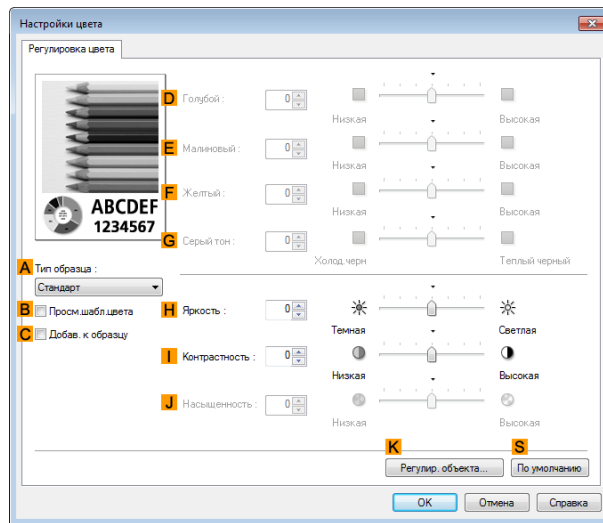 Настройки цвета
Регулировка цвета
ABCDEF
1234567
D Голубой : 0
Низкая Высокая
E Малиновый : 0
Низкая Высокая
F Желтый : 0
Низкая Высокая
G Серый тон : 0
Холод.черн Теплый черный
A Тип образца :
Стандарт
B Просм.шабл.цвета
C Добав. к образцу
H Яркость : 0
Темная Светлая
I Контрастность : 0
Низкая Высокая
J Насыщенность : 0
Низкая Высокая
K S
Регулир. объекта... По умолчанию
OK Отмена Справка